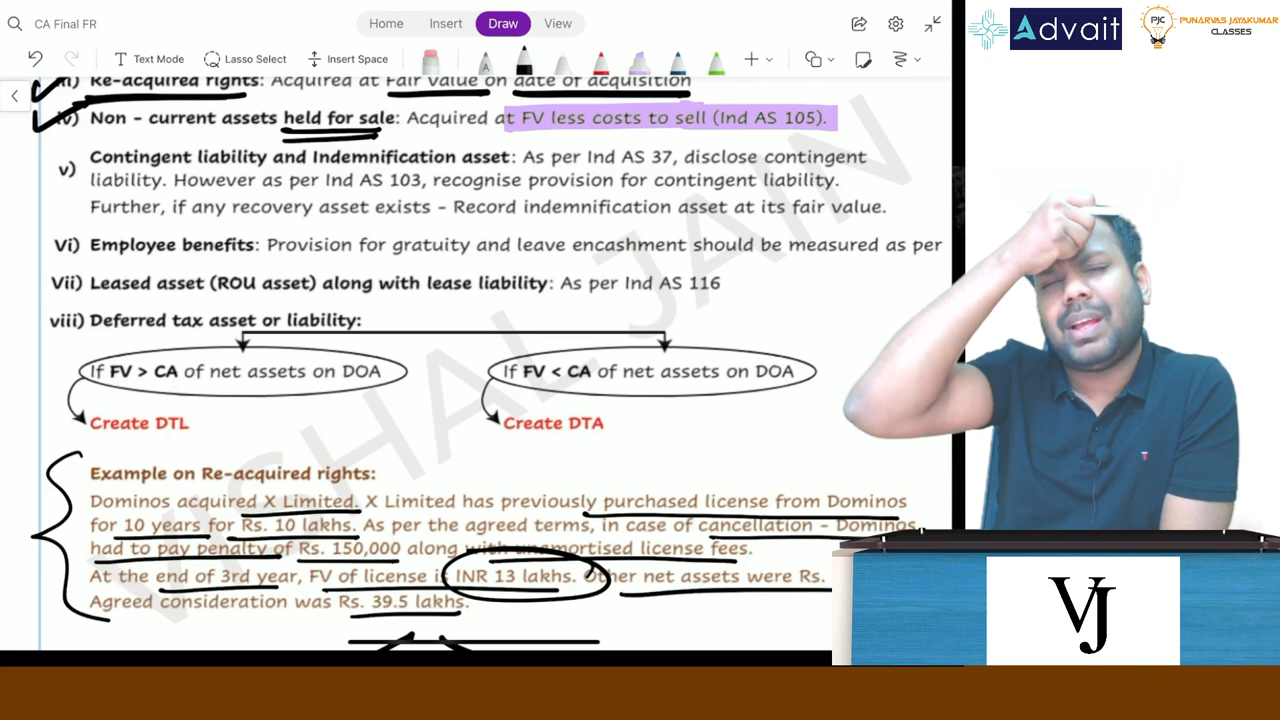 CA Final FR
Home Insert Draw View
Text Mode Lasso Select Insert Space
Advait
PJC PUNARVAS JAYAKUMAR
CLASSES
iii) Re-acquired rights: Acquired at Fair Value on date of acquisition
iv) Non - current assets held for sale: Acquired at FV less costs to sell (Ind AS 105).
v) Contingent liability and Indemnification asset: As per Ind AS 37, disclose contingent
liability. However as per Ind AS 103, recognise provision for contingent liability.
Further, if any recovery asset exists - Record indemnification asset at its fair value.
Vi) Employee benefits: Provision for gratuity and leave encashment should be measured as per
Vii) Leased asset (ROU asset) along with lease liability: As per Ind AS 116
viii) Deferred tax asset or liability:
If FV > CA of net assets on DOA
If FV < CA of net assets on DOA
Create DTL
Create DTA
Example on Re-acquired rights:
Dominos acquired X Limited. X Limited has previously purchased license from Dominos
for 10 years for Rs. 10 lakhs. As per the agreed terms, in case of cancellation - Dominos
had to pay penalty of Rs. 150,000 along with unamortised license fees.
At the end of 3rd year, FV of license is INR 13 lakhs. Other net assets were Rs.
Agreed consideration was Rs. 39.5 lakhs.
VISHAL JAIN
VJ